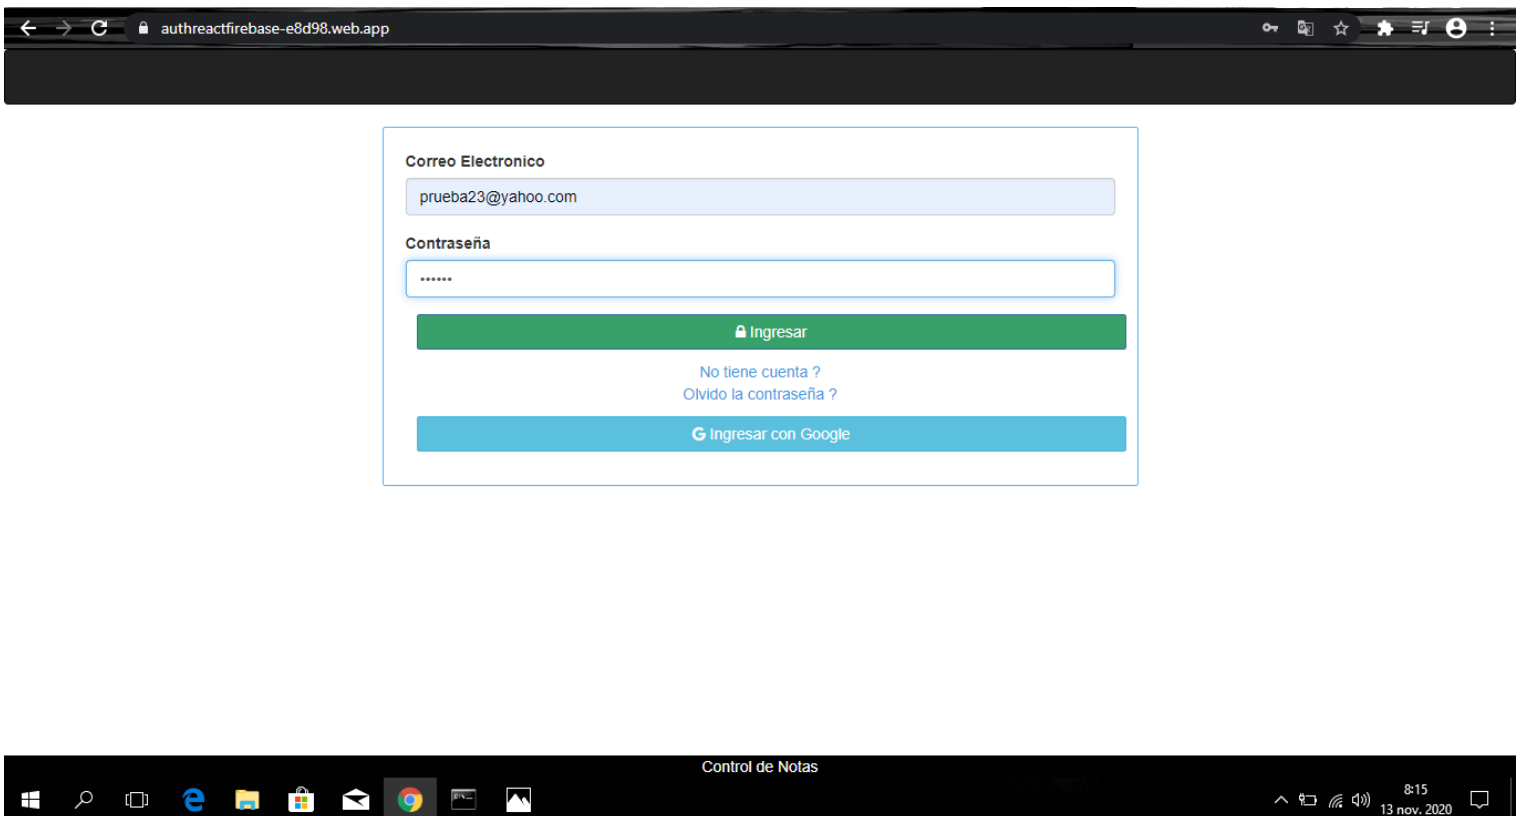 authreactfirebase-e8d98.web.app
Correo Electronico
prueba23@yahoo.com
Contraseña
••••••
Ingresar
No tiene cuenta ?
Olvido la contraseña ?
G Ingresar con Google
Control de Notas
8:15
13 nov. 2020